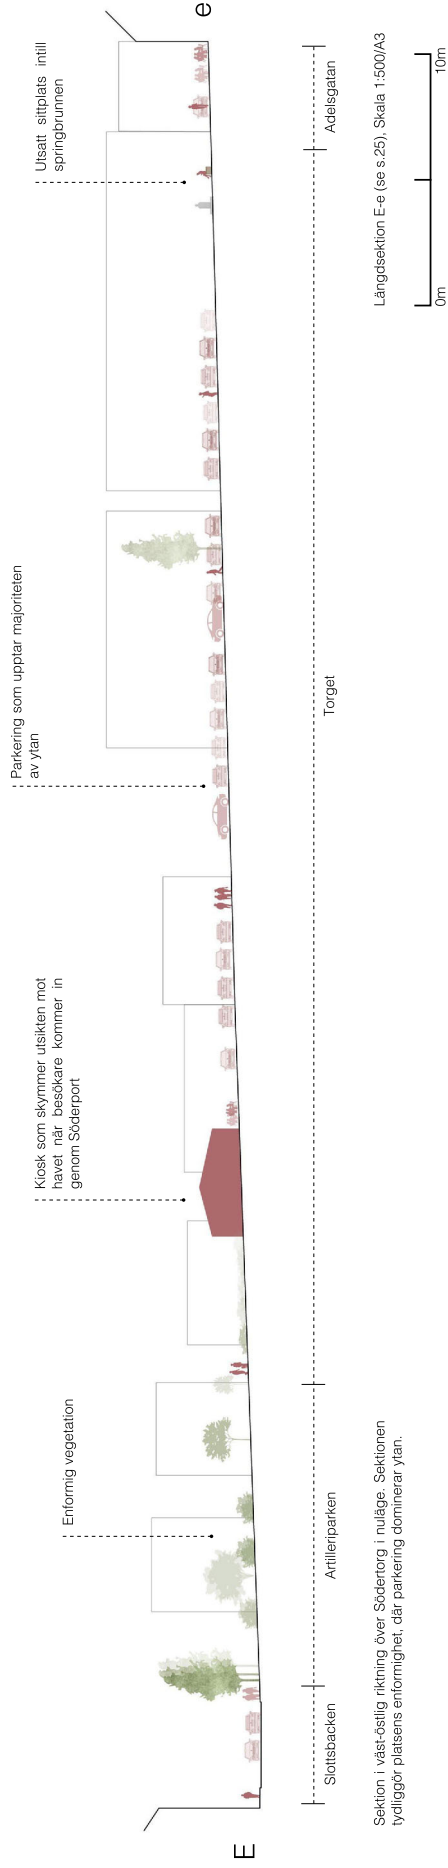 Enformig vegetation
Kiosk som skymmer utsikten mot
havet när besökare kommer in
genom Söderport
Parkering som upptar majoriteten
av ytan
Utsatt sittplats intill
springbrunnen
E
e
Slottsbacken
Artilleriparken
Torget
Adelsgatan
Sektion i väst-östlig riktning över Södertorg i nuläge. Sektionen
tydliggör platsens enformighet, där parkering dominerar ytan.
Längdsektion E-e (se s.25), Skala 1:500/A3
0m
10m